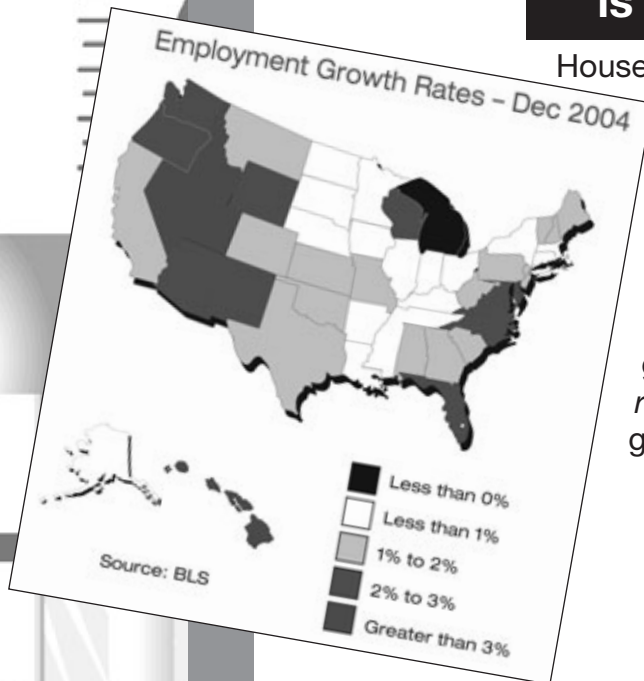 is
House
Employment Growth Rates – Dec 2004
g
r
g
Less than 0%
Less than 1%
1% to 2%
2% to 3%
Greater than 3%
Source: BLS